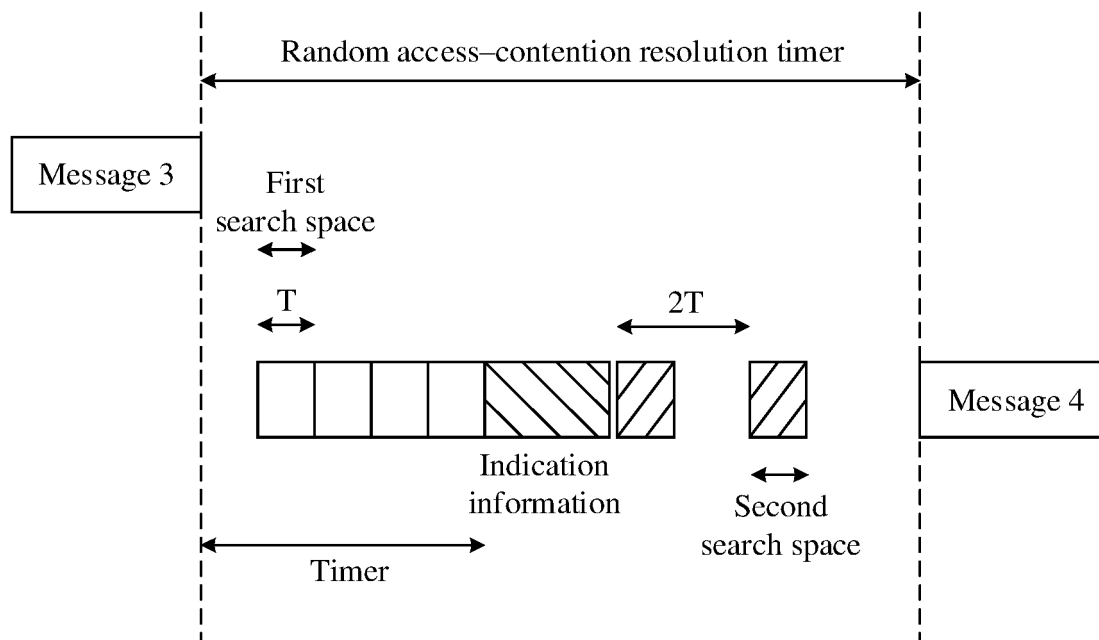 Random access–contention resolution timer
Message 3
First
search space
T
2T
Message 4
Indication
information
Second
search space
Timer